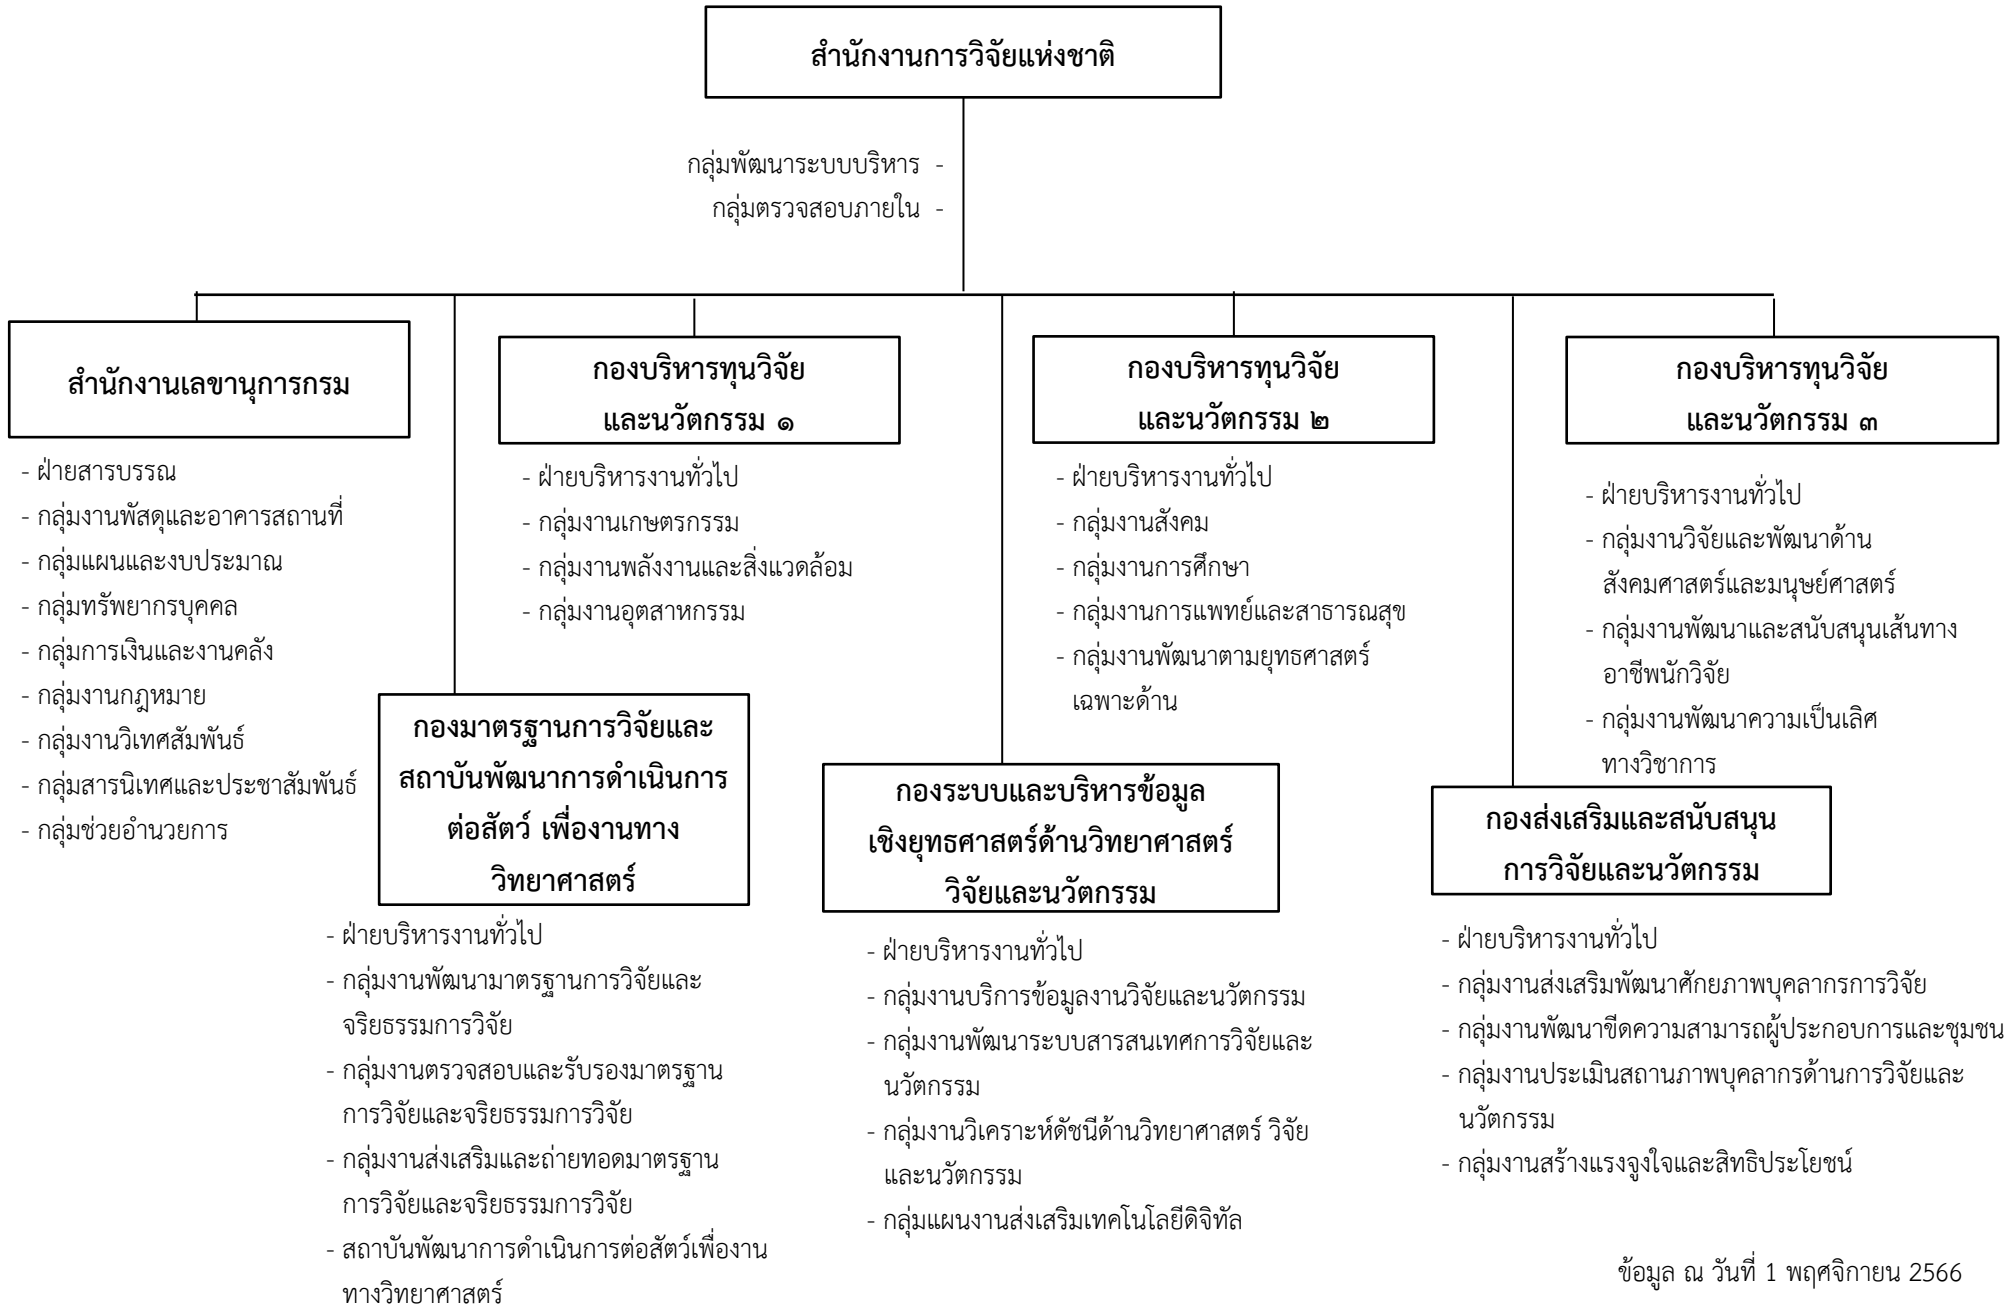 สำนักงานการวิจัยแห่งชาติ
กลุ่มพัฒนาระบบบริหาร -
กลุ่มตรวจสอบภายใน -
สำนักงานเลขานุการกรม
- ฝ่ายสารบรรณ
- กลุ่มงานพัสดุและอาคารสถานที่
- กลุ่มแผนและงบประมาณ
- กลุ่มทรัพยากรบุคคล
- กลุ่มการเงินและงานคลัง
- กลุ่มงานกฎหมาย
- กลุ่มงานวิเทศสัมพันธ์
- กลุ่มสารนิเทศและประชาสัมพันธ์
- กลุ่มช่วยอำนวยการ
กองบริหารทุนวิจัย
และนวัตกรรม ๑
- ฝ่ายบริหารงานทั่วไป
- กลุ่มงานเกษตรกรรม
- กลุ่มงานพลังงานและสิ่งแวดล้อม
- กลุ่มงานอุตสาหกรรม
กองบริหารทุนวิจัย
และนวัตกรรม ๒
- ฝ่ายบริหารงานทั่วไป
- กลุ่มงานสังคม
- กลุ่มงานการศึกษา
- กลุ่มงานการแพทย์และสาธารณสุข
- กลุ่มงานพัฒนาตามยุทธศาสตร์
เฉพาะด้าน
กองบริหารทุนวิจัย
และนวัตกรรม ๓
- ฝ่ายบริหารงานทั่วไป
- กลุ่มงานวิจัยและพัฒนาด้าน
สังคมศาสตร์และมนุษย์ศาสตร์
- กลุ่มงานพัฒนาและสนับสนุนเส้นทาง
อาชีพนักวิจัย
- กลุ่มงานพัฒนาความเป็นเลิศ
ทางวิชาการ
กองมาตรฐานการวิจัยและ
สถาบันพัฒนาการดำเนินการ
ต่อสัตว์ เพื่องานทาง
วิทยาศาสตร์
- ฝ่ายบริหารงานทั่วไป
- กลุ่มงานพัฒนามาตรฐานการวิจัยและ
จริยธรรมการวิจัย
- กลุ่มงานตรวจสอบและรับรองมาตรฐาน
การวิจัยและจริยธรรมการวิจัย
- กลุ่มงานส่งเสริมและถ่ายทอดมาตรฐาน
การวิจัยและจริยธรรมการวิจัย
- สถาบันพัฒนาการดำเนินการต่อสัตว์เพื่องาน
ทางวิทยาศาสตร์
กองระบบและบริหารข้อมูล
เชิงยุทธศาสตร์ด้านวิทยาศาสตร์
วิจัยและนวัตกรรม
- ฝ่ายบริหารงานทั่วไป
- กลุ่มงานบริการข้อมูลงานวิจัยและนวัตกรรม
- กลุ่มงานพัฒนาระบบสารสนเทศการวิจัยและ
นวัตกรรม
- กลุ่มงานวิเคราะห์ดัชนีด้านวิทยาศาสตร์ วิจัย
และนวัตกรรม
- กลุ่มแผนงานส่งเสริมเทคโนโลยีดิจิทัล
กองส่งเสริมและสนับสนุน
การวิจัยและนวัตกรรม
- ฝ่ายบริหารงานทั่วไป
- กลุ่มงานส่งเสริมพัฒนาศักยภาพบุคลากรการวิจัย
- กลุ่มงานพัฒนาขีดความสามารถผู้ประกอบการและชุมชน
- กลุ่มงานประเมินสถานภาพบุคลากรด้านการวิจัยและ
นวัตกรรม
- กลุ่มงานสร้างแรงจูงใจและสิทธิประโยชน์
ข้อมูล ณ วันที่ 1 พฤศจิกายน 2566